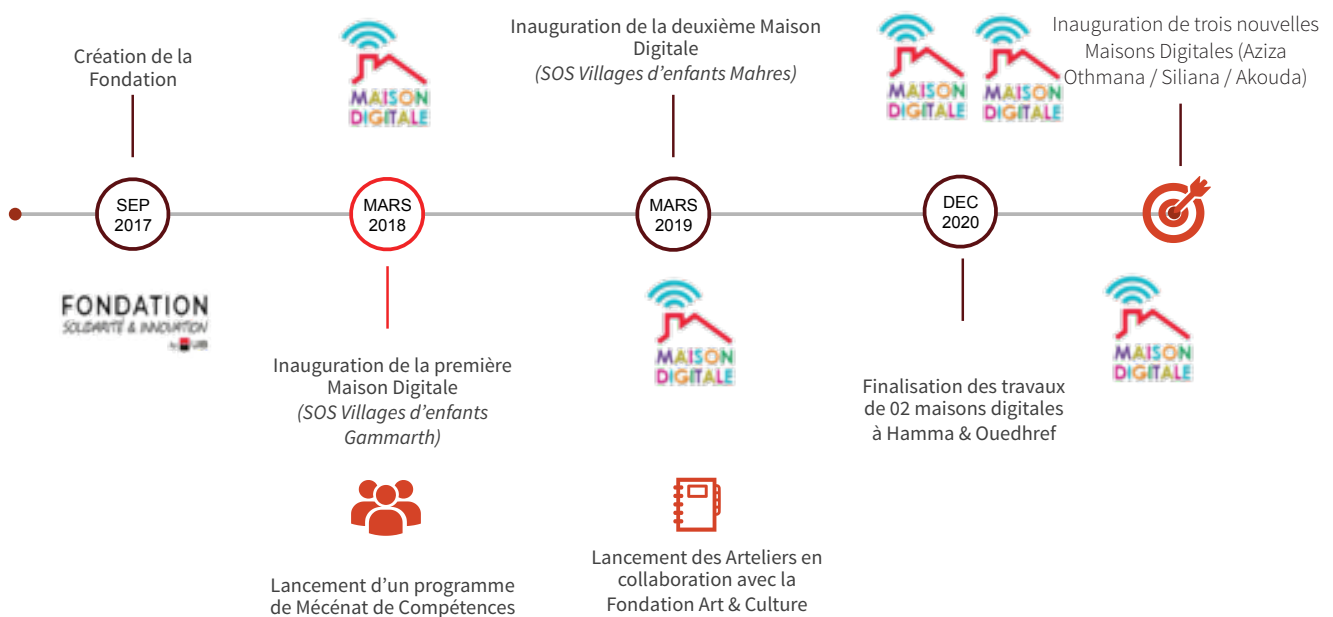 Création de la
Fondation
SEP
2017
FONDATION
SOLIDARITÉ & INNOVATION
by UIB
MAISON
DIGITALE
MARS
2018
Inauguration de la première
Maison Digitale
(SOS Villages d’enfants
Gammarth)
Lancement d’un programme
de Mécénat de Compétences
Inauguration de la deuxième Maison
Digitale
(SOS Villages d’enfants Mahres)
MARS
2019
MAISON
DIGITALE
Lancement des Arteliers en
collaboration avec la
Fondation Art & Culture
MAISON
DIGITALE
MAISON
DIGITALE
DEC
2020
Finalisation des travaux
de 02 maisons digitales
à Hamma & Ouedhref
Inauguration de trois nouvelles
Maisons Digitales (Aziza
Othmana / Siliana / Akouda)
MAISON
DIGITALE